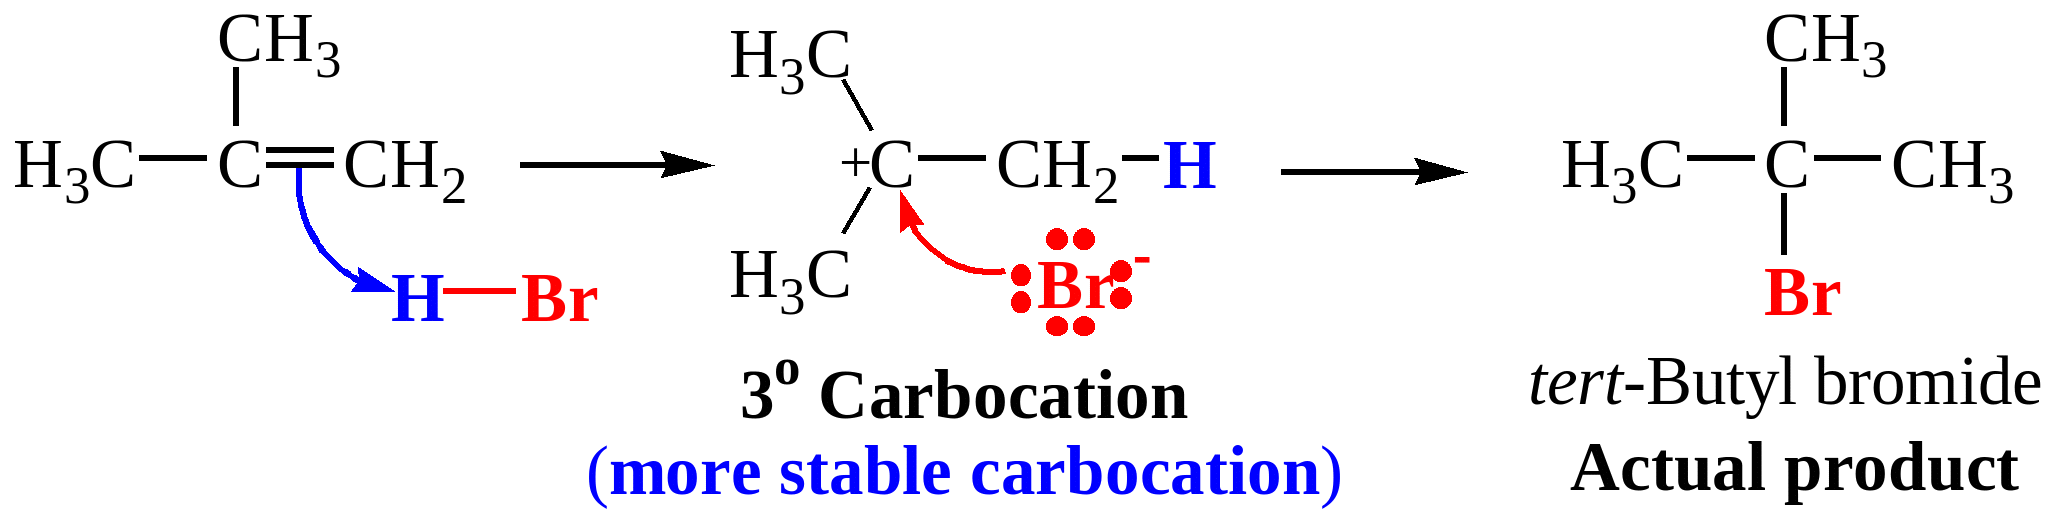 CH₃
H₃C C CH₂
H Br
H₃C
+C CH₂ H
H₃C
Br -
3º Carbocation
(more stable carbocation)
CH₃
H₃C C CH₃
Br
tert-Butyl bromide
Actual product